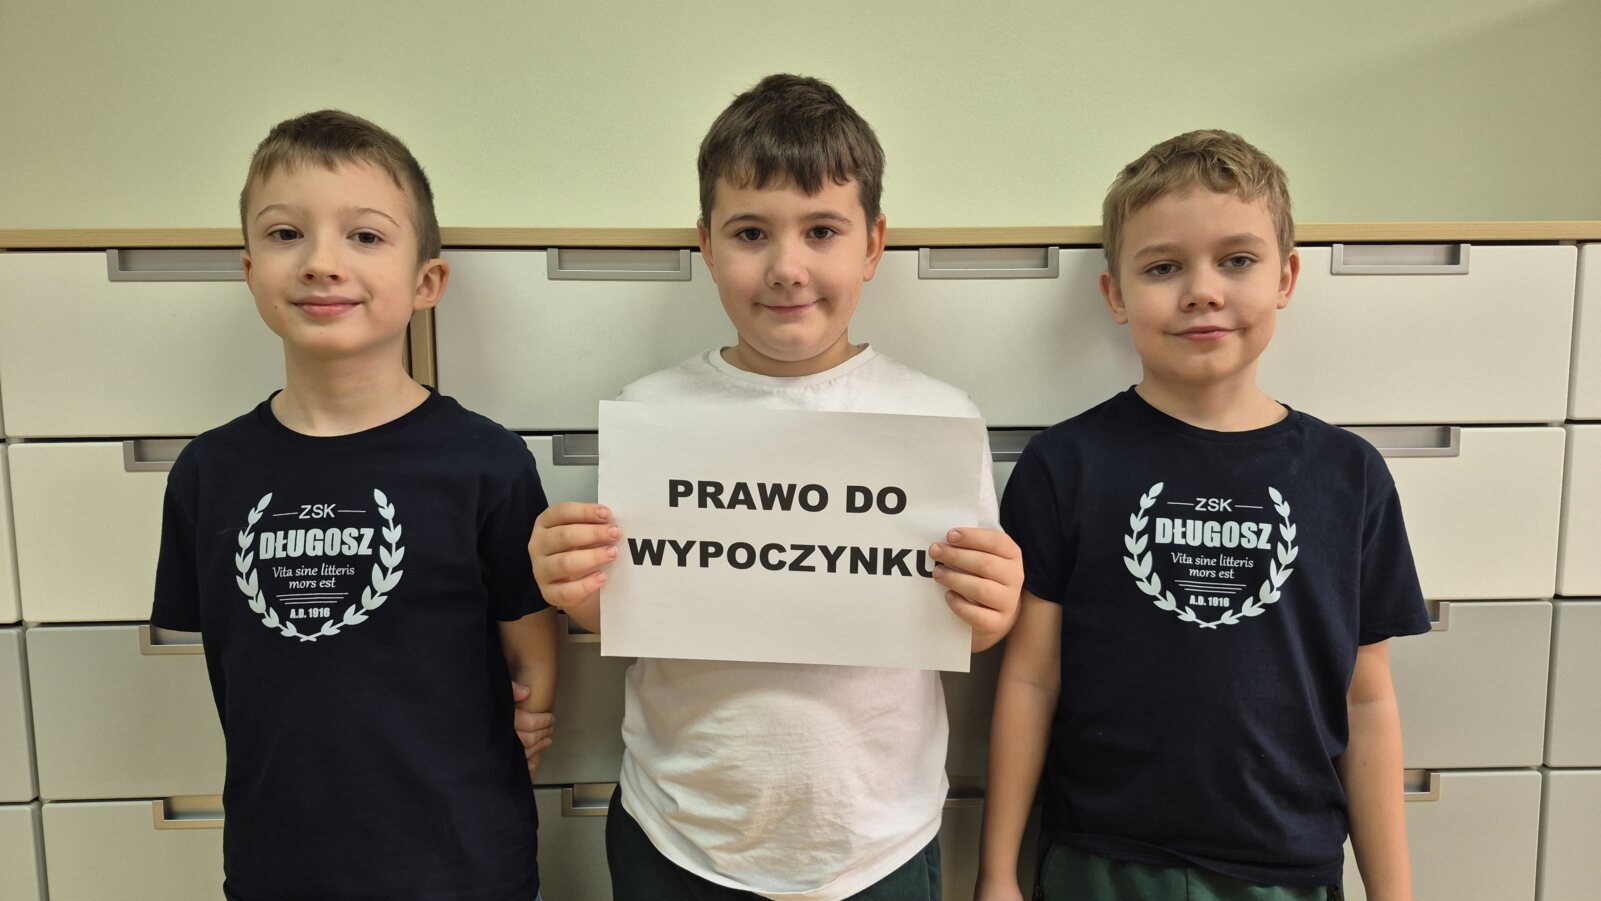 ZSK
DŁUGOSZ
Vita sine litteris
mors est
A.D. 1916
PRAWO DO
WYPOCZYNKU
ZSK
DŁUGOSZ
Vita sine litteris
mors est
A.D. 1916